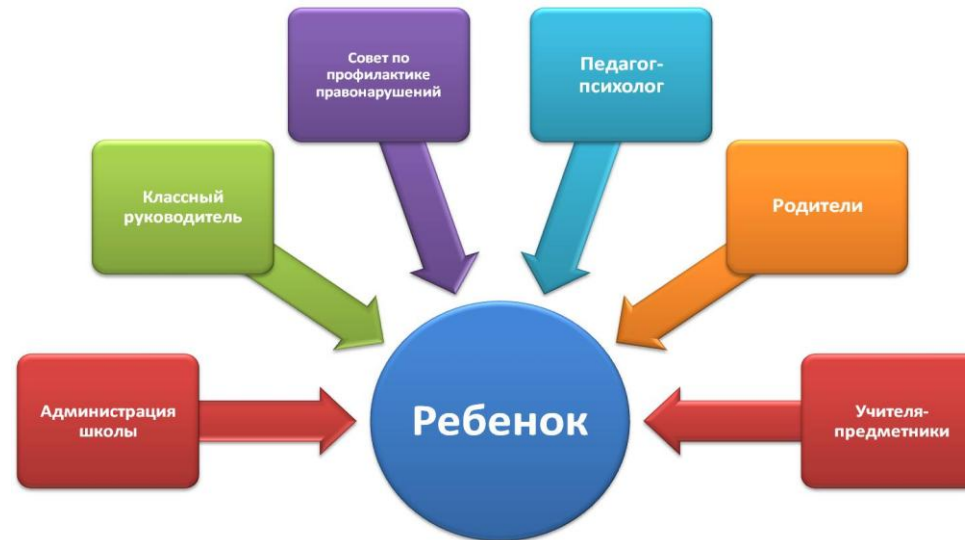 Совет по
профилактике
правонарушений
Педагог-
психолог
Классный
руководитель
Родители
Администрация
школы
Ребенок
Учителя-
предметники